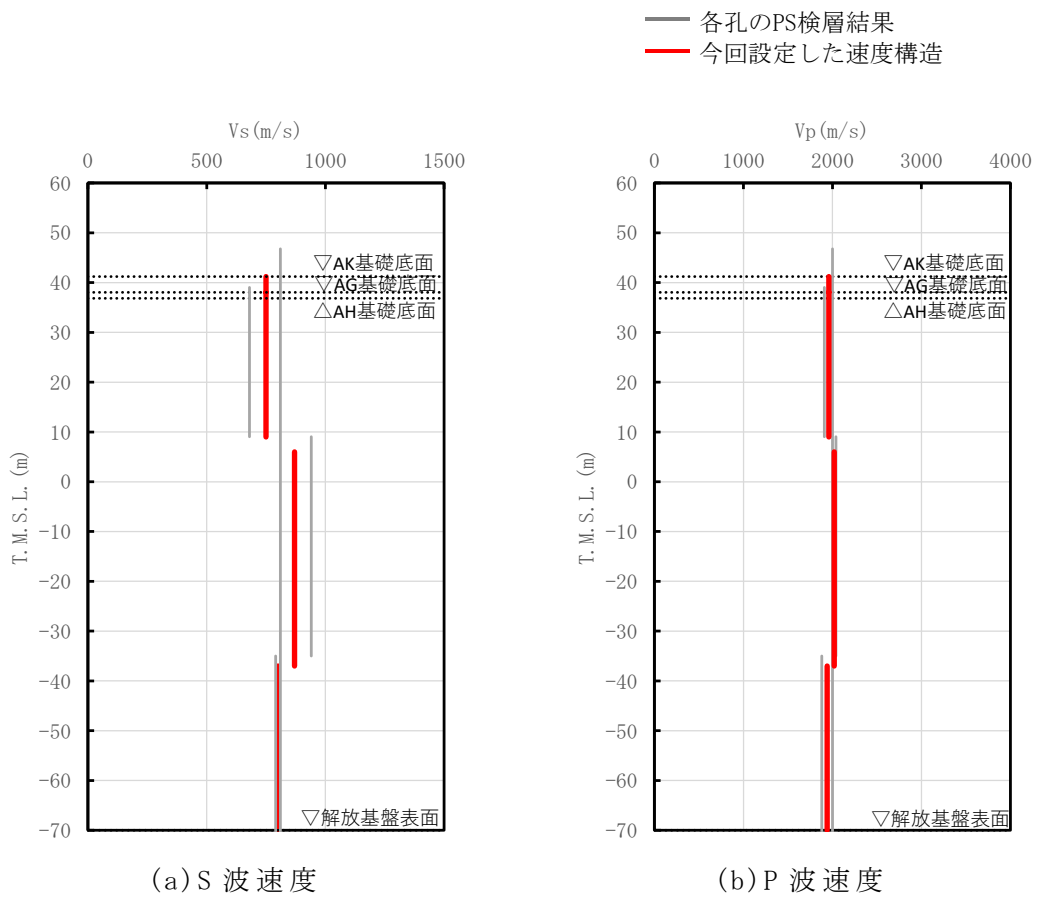 各孔のPS検層結果
今回設定した速度構造
Vs(m/s)
0 500 1000 1500
60
50
40
30
20
10
0
-10
-20
-30
-40
-50
-60
-70
T.M.S.L.(m)
▽AK基礎底面
▽AG基礎底面
△AH基礎底面
▽解放基盤表面
(a)S 波速度
Vp(m/s)
0 1000 2000 3000 4000
60
50
40
30
20
10
0
-10
-20
-30
-40
-50
-60
-70
T.M.S.L.(m)
▽AK基礎底面
▽AG基礎底面
△AH基礎底面
▽解放基盤表面
(b)P 波速度